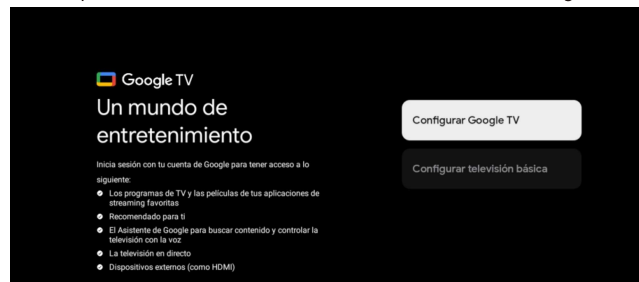 Google TV
Un mundo de
entretenimiento
Inicia sesión con tu cuenta de Google para tener acceso a lo
siguiente:
Los programas de TV y las películas de tus aplicaciones de
streaming favoritas
Recomendado para ti
El Asistente de Google para buscar contenido y controlar la
televisión con la voz
La televisión en directo
Dispositivos externos (como HDMI)
Configurar Google TV
Configurar televisión básica